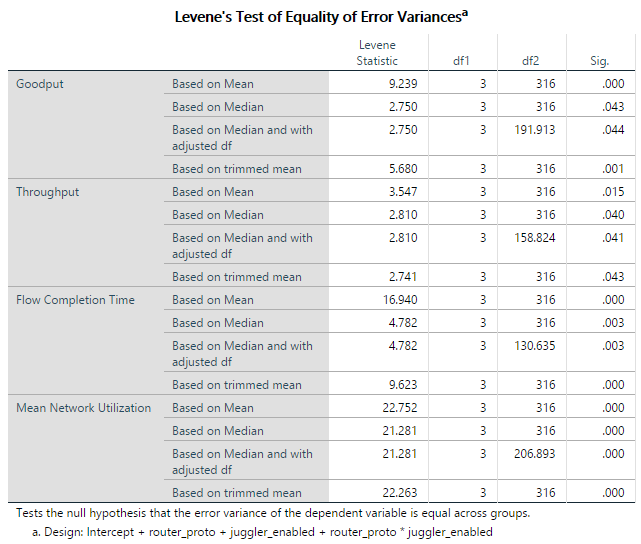 Levene's Test of Equality of Error Variancesa
Levene
Statistic df1 df2 Sig.
Goodput Based on Mean 9.239 3 316 .000
Based on Median 2.750 3 316 .043
Based on Median and with
adjusted df 2.750 3 191.913 .044
Based on trimmed mean 5.680 3 316 .001
Throughput Based on Mean 3.547 3 316 .015
Based on Median 2.810 3 316 .040
Based on Median and with
adjusted df 2.810 3 158.824 .041
Based on trimmed mean 2.741 3 316 .043
Flow Completion Time Based on Mean 16.940 3 316 .000
Based on Median 4.782 3 316 .003
Based on Median and with
adjusted df 4.782 3 130.635 .003
Based on trimmed mean 9.623 3 316 .000
Mean Network Utilization Based on Mean 22.752 3 316 .000
Based on Median 21.281 3 316 .000
Based on Median and with
adjusted df 21.281 3 206.893 .000
Based on trimmed mean 22.263 3 316 .000
Tests the null hypothesis that the error variance of the dependent variable is equal across groups.
a. Design: Intercept + router_proto + juggler_enabled + router_proto * juggler_enabled